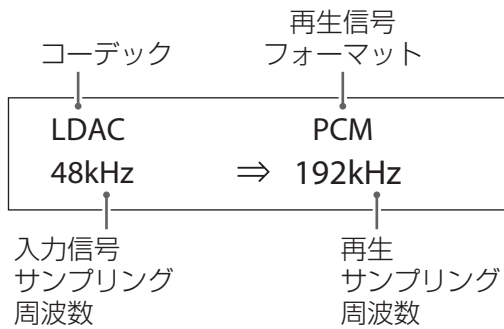 コーデック
再生信号
フォーマット
LDAC PCM
48kHz ⇒ 192kHz
入力信号
サンプリング
周波数
再生
サンプリング
周波数